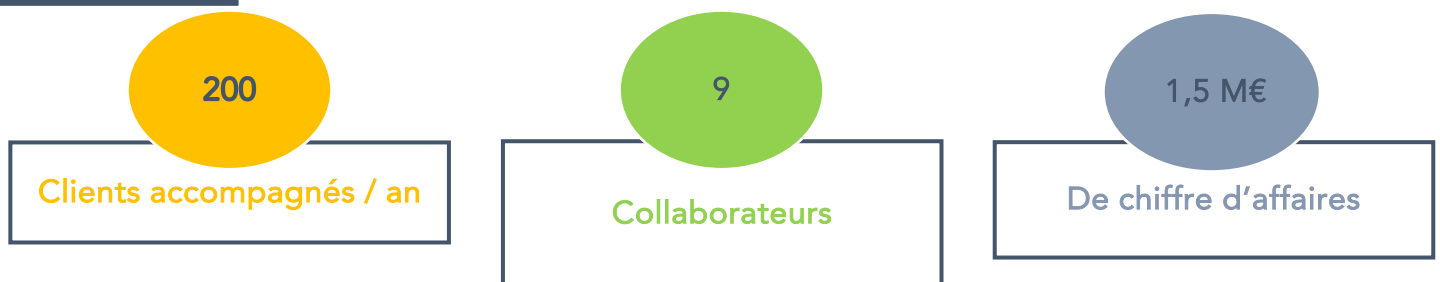 200
Clients accompagnés / an
9
Collaborateurs
1,5 M€
De chiffre d’affaires